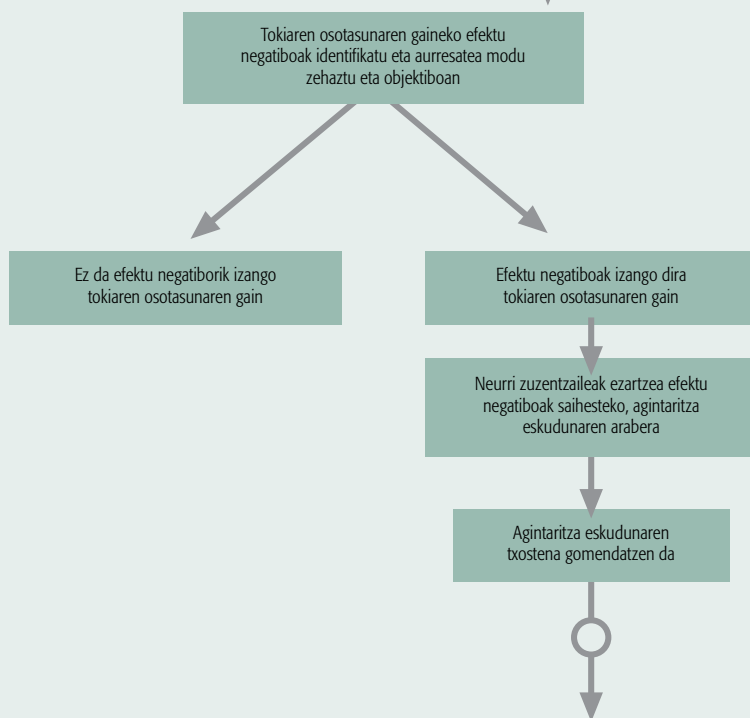 Tokiaren osotasunaren gaineko efektu
negatiboak identifikatu eta aurresatea modu
zehaztu eta objektiboan
Ez da efektu negatiborik izango
tokiaren osotasunaren gain
Efektu negatiboak izango dira
tokiaren osotasunaren gain
Neurri zuzentzaileak ezartzea efektu
negatiboak saihesteko, agintaritza
eskudunaren arabera
Agintaritza eskudunaren
txostena gomendatzen da